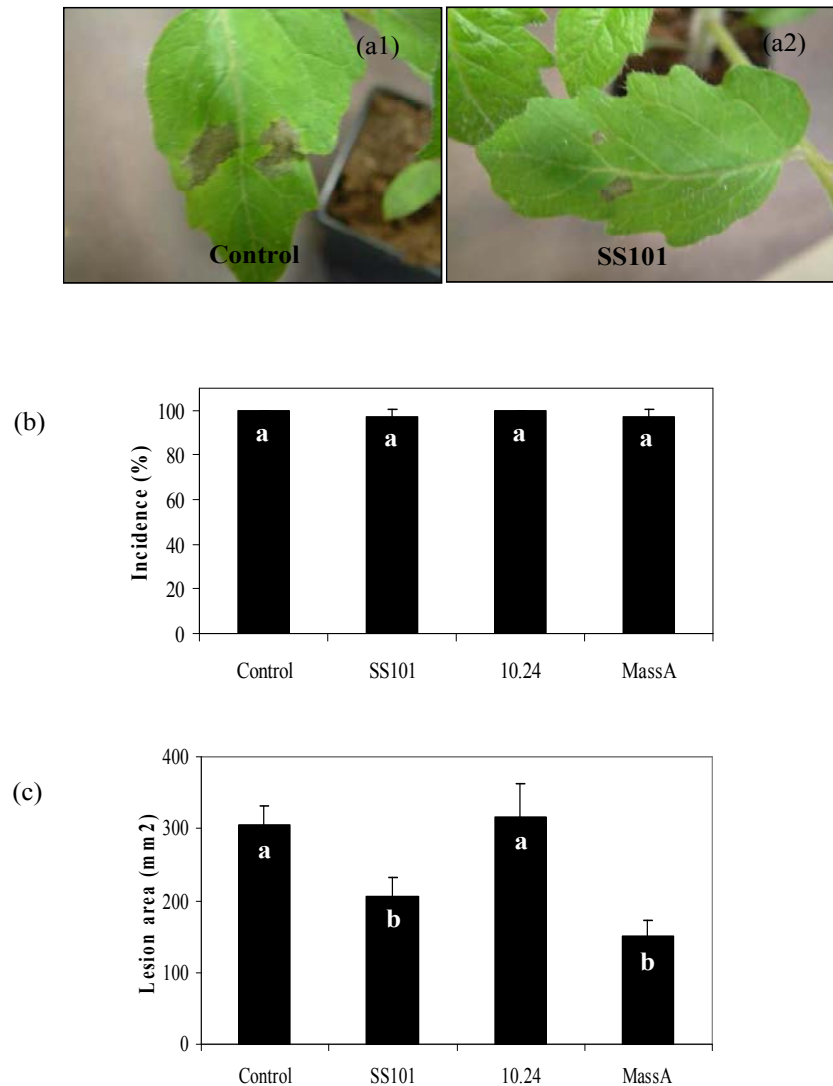 (a1)
(a2)
Control
SS101
(b)
Incidence (%)
100
80
60
40
20
0
a
a
a
a
Control
SS101
10.24
MassA
(c)
Lesion area (mm2)
400
300
200
100
0
a
b
a
b
Control
SS101
10.24
MassA